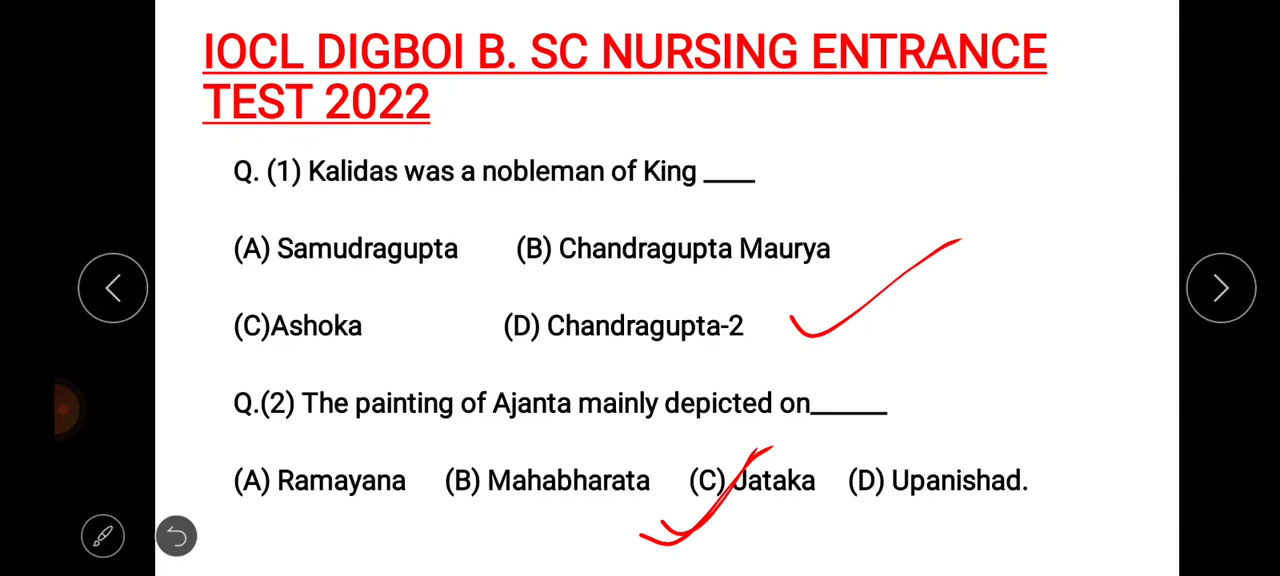 IOCL DIGBOI B. SC NURSING ENTRANCE
TEST 2022
Q. (1) Kalidas was a nobleman of King ____
(A) Samudragupta (B) Chandragupta Maurya
(C)Ashoka (D) Chandragupta-2
Q.(2) The painting of Ajanta mainly depicted on______
(A) Ramayana (B) Mahabharata (C) Jataka (D) Upanishad.